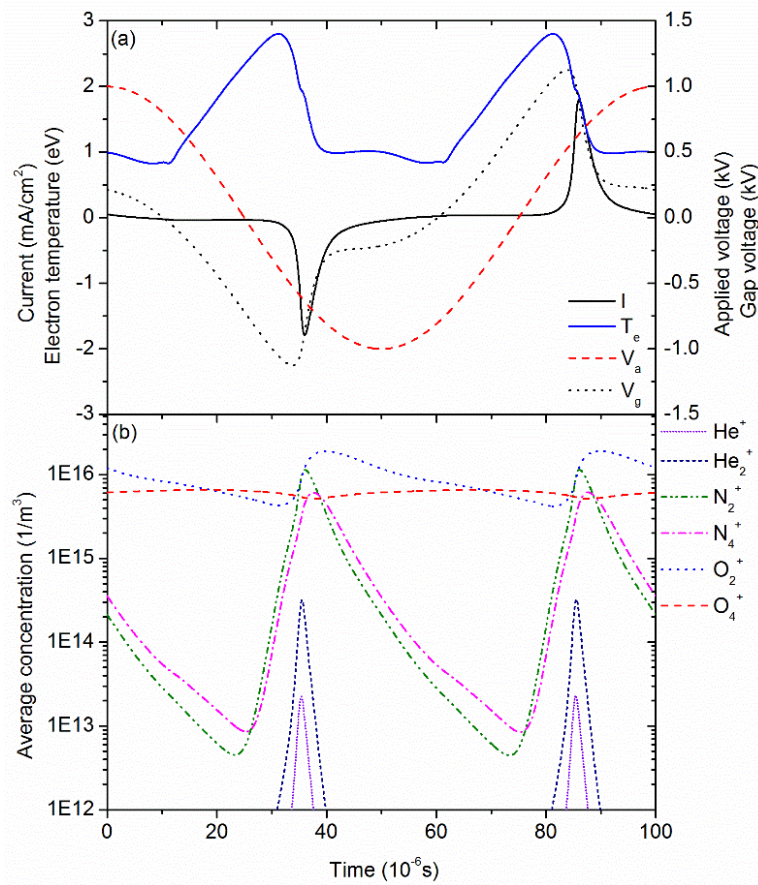 (a)
3
2
1
0
-1
-2
-3
Current (mA/cm²)
Electron temperature (eV)
1.5
1.0
0.5
0.0
-0.5
-1.0
-1.5
Applied voltage (kV)
Gap voltage (kV)
I
Tₑ
Vₐ
V_g
(b)
1E16
1E15
1E14
1E13
1E12
Average concentration (1/m³)
He⁺
He₂⁺
N₂⁺
N₄⁺
O₂⁺
O₄⁺
0 20 40 60 80 100
Time (10⁻⁶s)